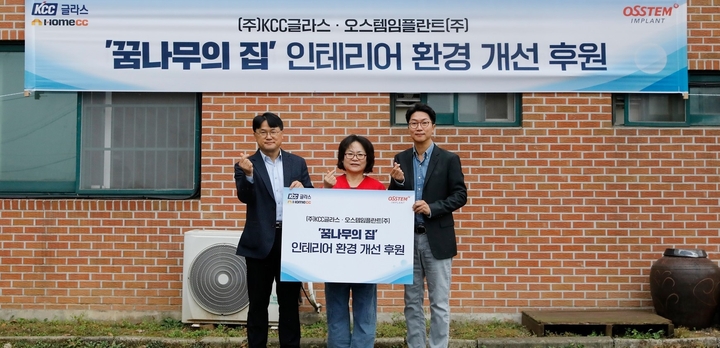 KCC 글라스
HomeCC
OSSTEM
IMPLANT
(주)KCC글라스 · 오스템임플란트(주)
'꿈나무의 집' 인테리어 환경 개선 후원
KCC 글라스
HomeCC
OSSTEM
IMPLANT
(주)KCC글라스 · 오스템임플란트(주)
'꿈나무의 집'
인테리어 환경 개선 후원